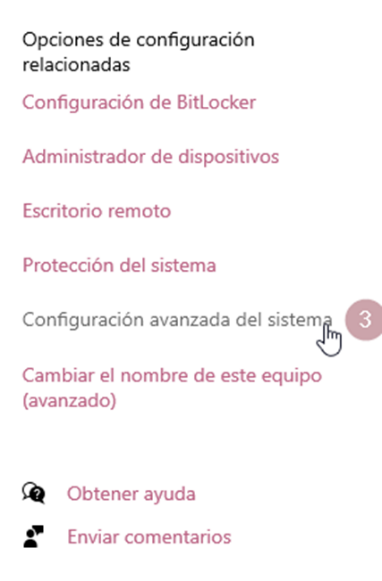 Opciones de configuración
relacionadas
Configuración de BitLocker
Administrador de dispositivos
Escritorio remoto
Protección del sistema
Configuración avanzada del sistema 3
Cambiar el nombre de este equipo
(avanzado)
Obtener ayuda
Enviar comentarios